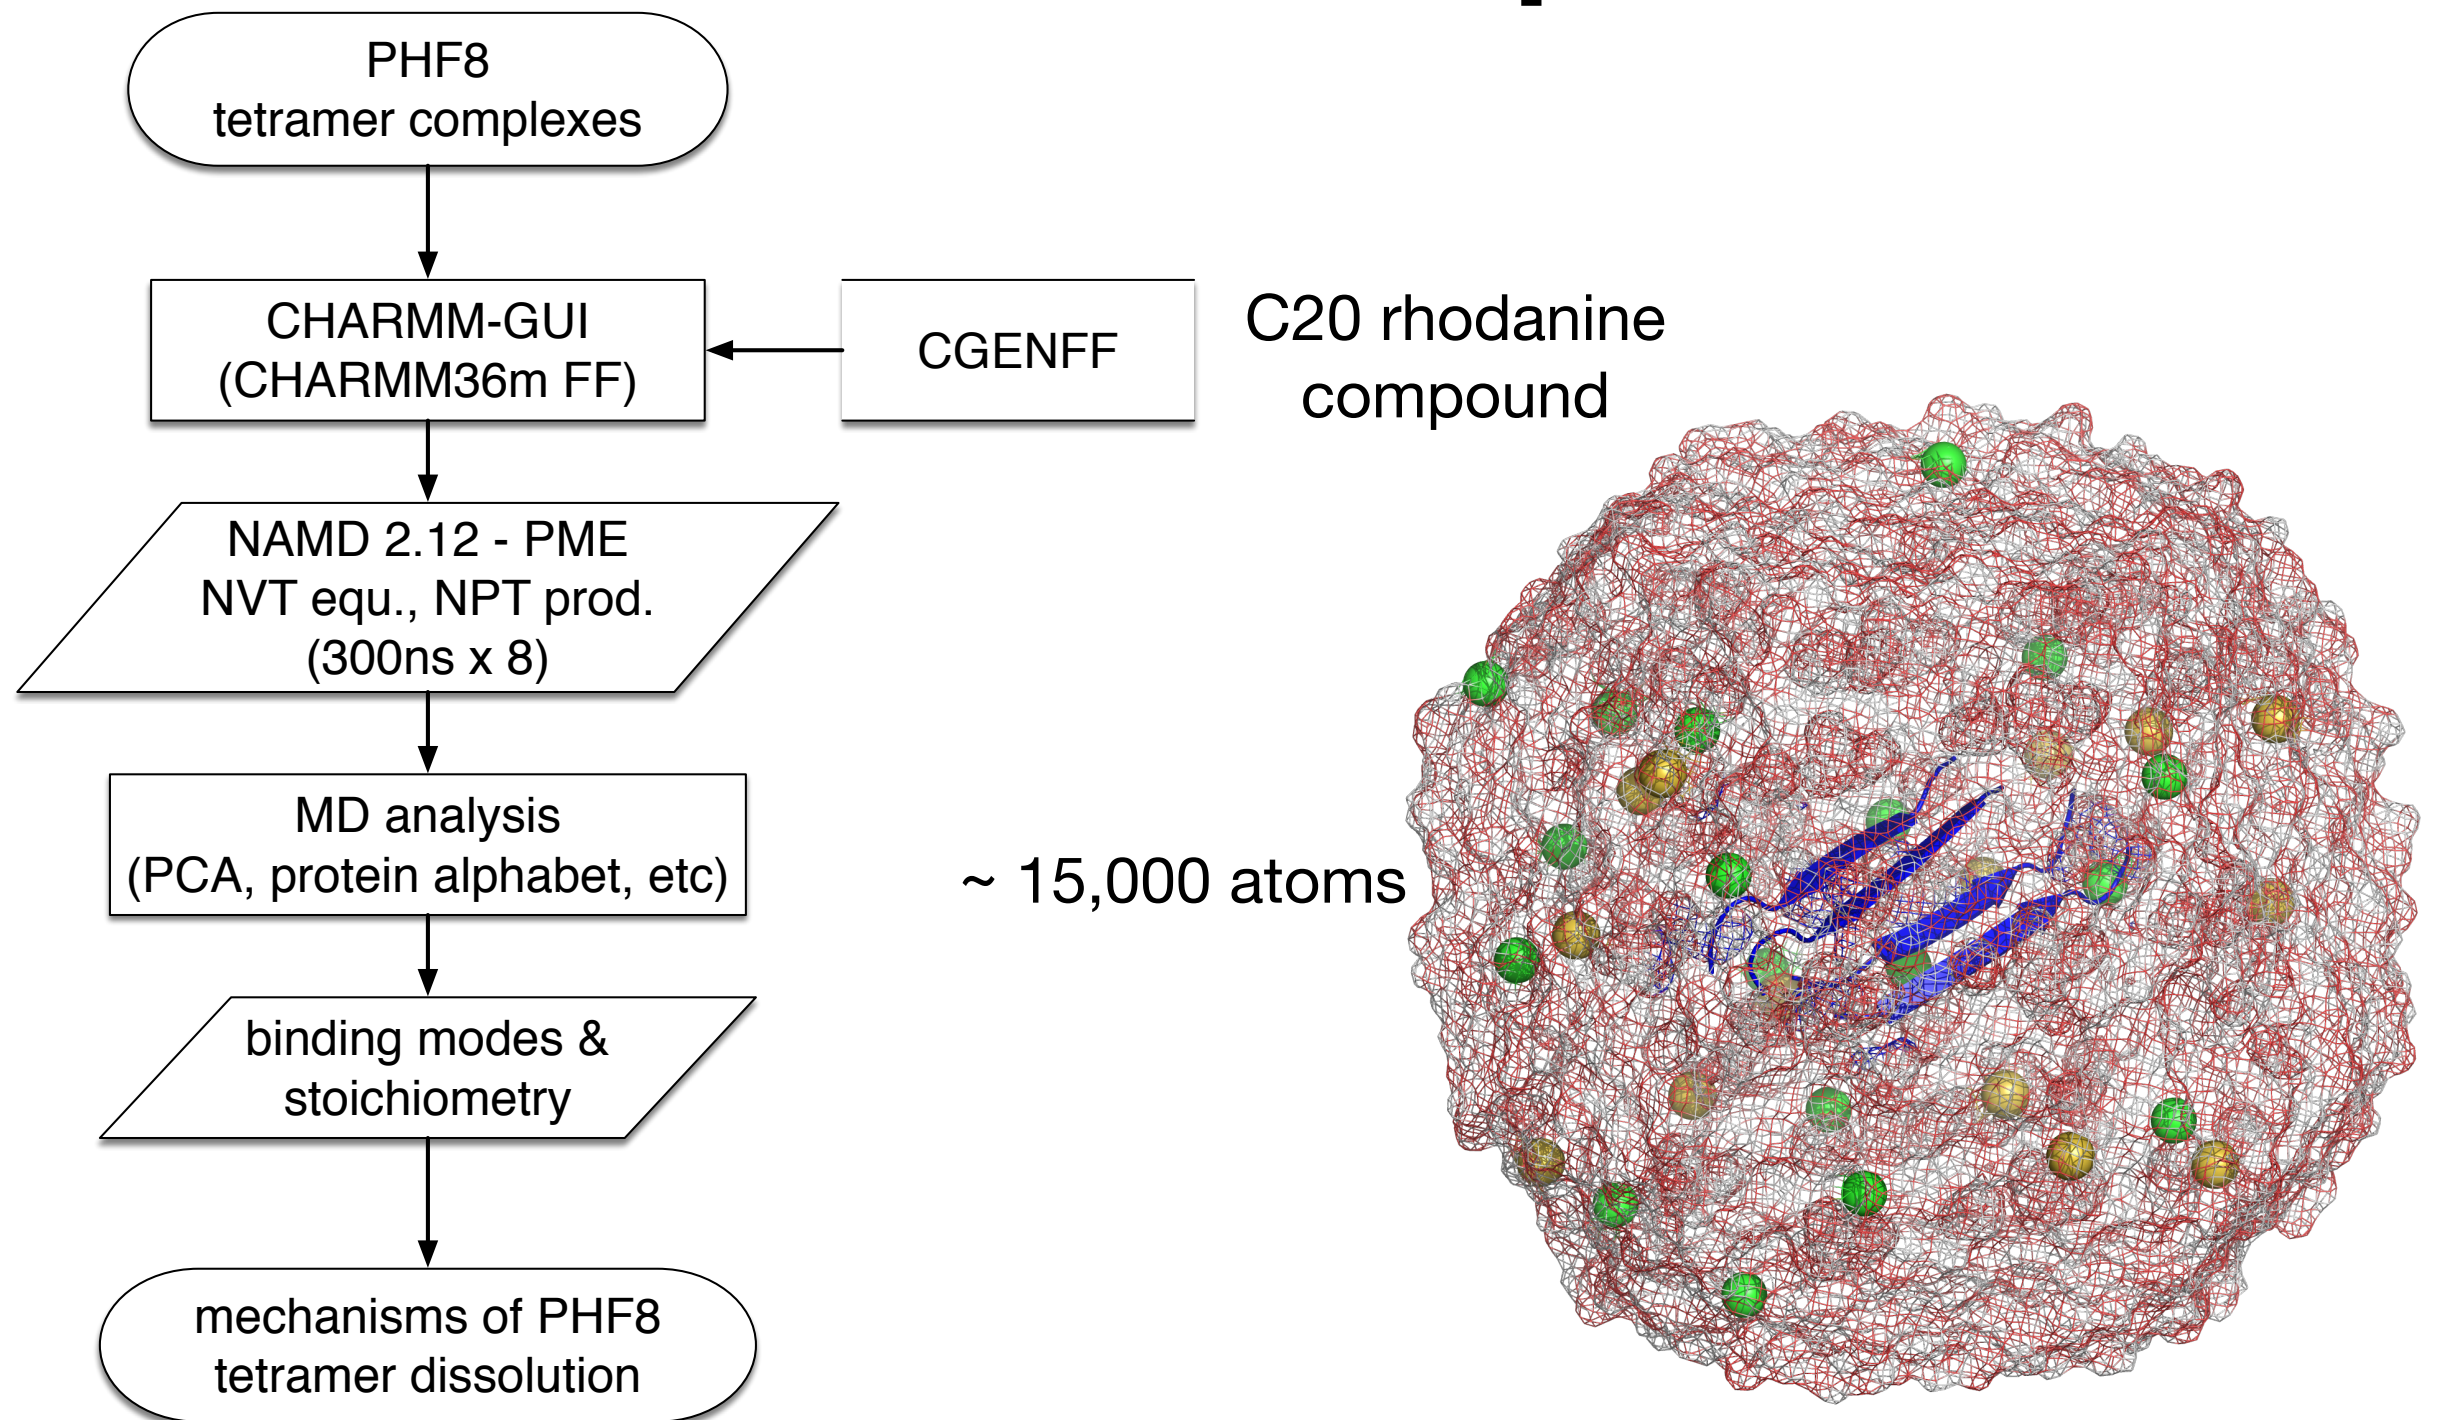 PHF8
tetramer complexes
CHARMM-GUI
(CHARMM36m FF)
CGENFF
C20 rhodanine
compound
NAMD 2.12 - PME
NVT equ., NPT prod.
(300ns x 8)
MD analysis
(PCA, protein alphabet, etc)
~ 15,000 atoms
binding modes &
stoichiometry
mechanisms of PHF8
tetramer dissolution